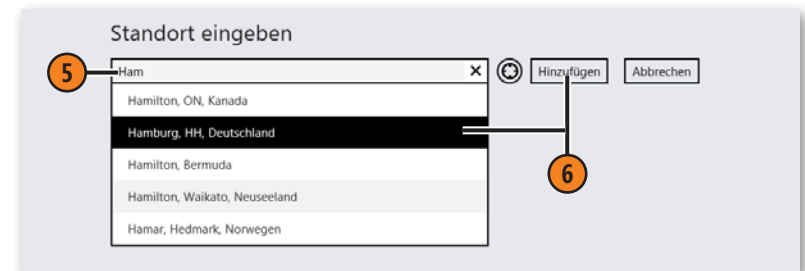 Standort eingeben
5
Ham
Hinzufügen
Abbrechen
Hamilton, ON, Kanada
Hamburg, HH, Deutschland
Hamilton, Bermuda
6
Hamilton, Waikato, Neuseeland
Hamar, Hedmark, Norwegen